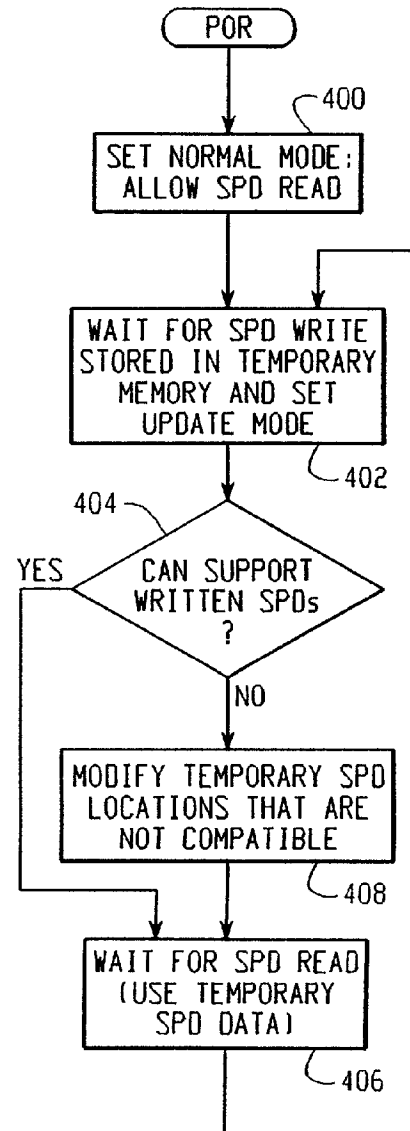 POR
400
SET NORMAL MODE:
ALLOW SPD READ
WAIT FOR SPD WRITE
STORED IN TEMPORARY
MEMORY AND SET
UPDATE MODE
402
404
YES
CAN SUPPORT
WRITTEN SPDs
?
NO
MODIFY TEMPORARY SPD
LOCATIONS THAT ARE
NOT COMPATIBLE
408
WAIT FOR SPD READ
(USE TEMPORARY
SPD DATA)
406